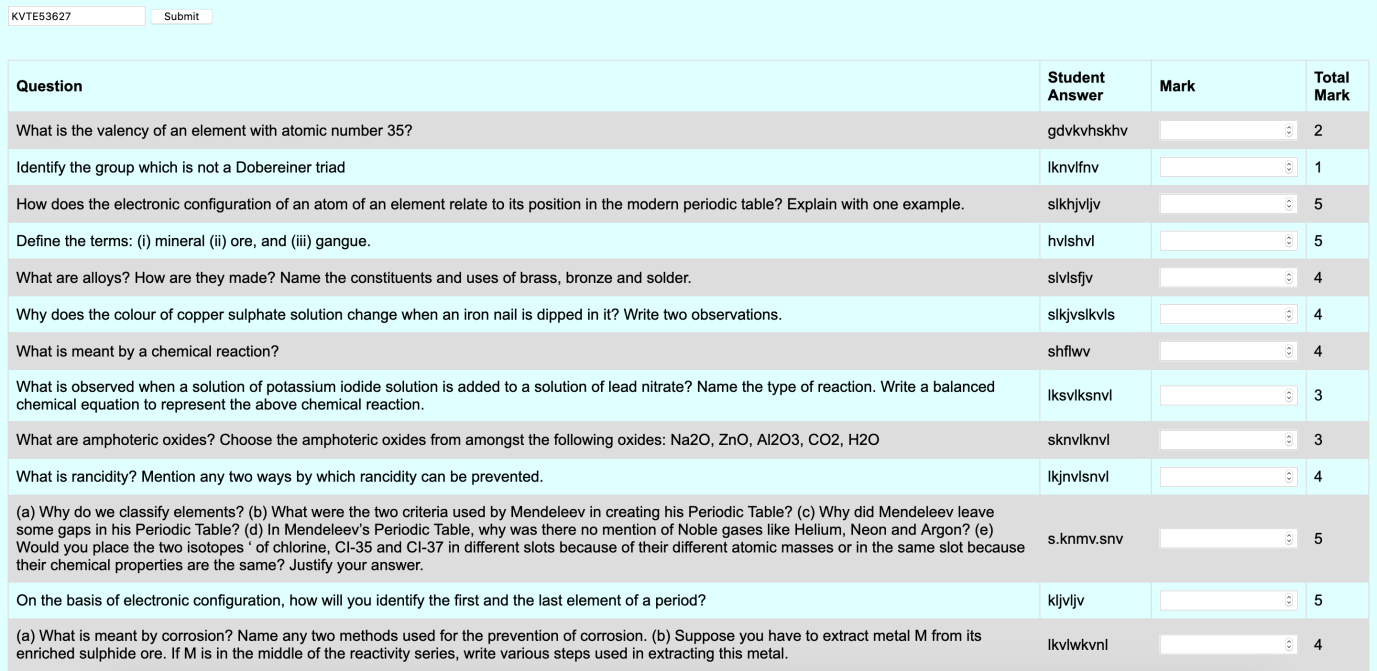 KVTE53627 Submit
Question Student Answer Mark Total Mark
What is the valency of an element with atomic number 35? gdvkvhskhv 2
Identify the group which is not a Dobereiner triad lknvlfnv 1
How does the electronic configuration of an atom of an element relate to its position in the modern periodic table? Explain with one example. slkhjvljv 5
Define the terms: (i) mineral (ii) ore, and (iii) gangue. hvlshvl 5
What are alloys? How are they made? Name the constituents and uses of brass, bronze and solder. slvlsfjv 4
Why does the colour of copper sulphate solution change when an iron nail is dipped in it? Write two observations. slkjvslkvls 4
What is meant by a chemical reaction? shflwv 4
What is observed when a solution of potassium iodide solution is added to a solution of lead nitrate? Name the type of reaction. Write a balanced
chemical equation to represent the above chemical reaction. lksvlksnvl 3
What are amphoteric oxides? Choose the amphoteric oxides from amongst the following oxides: Na2O, ZnO, Al2O3, CO2, H2O sknvlknvl 3
What is rancidity? Mention any two ways by which rancidity can be prevented. lkjnvlsnvl 4
(a) Why do we classify elements? (b) What were the two criteria used by Mendeleev in creating his Periodic Table? (c) Why did Mendeleev leave
some gaps in his Periodic Table? (d) In Mendeleev's Periodic Table, why was there no mention of Noble gases like Helium, Neon and Argon? (e)
Would you place the two isotopes ‘ of chlorine, CI-35 and CI-37 in different slots because of their different atomic masses or in the same slot because
their chemical properties are the same? Justify your answer. s.knmv.snv 5
On the basis of electronic configuration, how will you identify the first and the last element of a period? kljvljv 5
(a) What is meant by corrosion? Name any two methods used for the prevention of corrosion. (b) Suppose you have to extract metal M from its
enriched sulphide ore. If M is in the middle of the reactivity series, write various steps used in extracting this metal. lkvlwkvnl 4